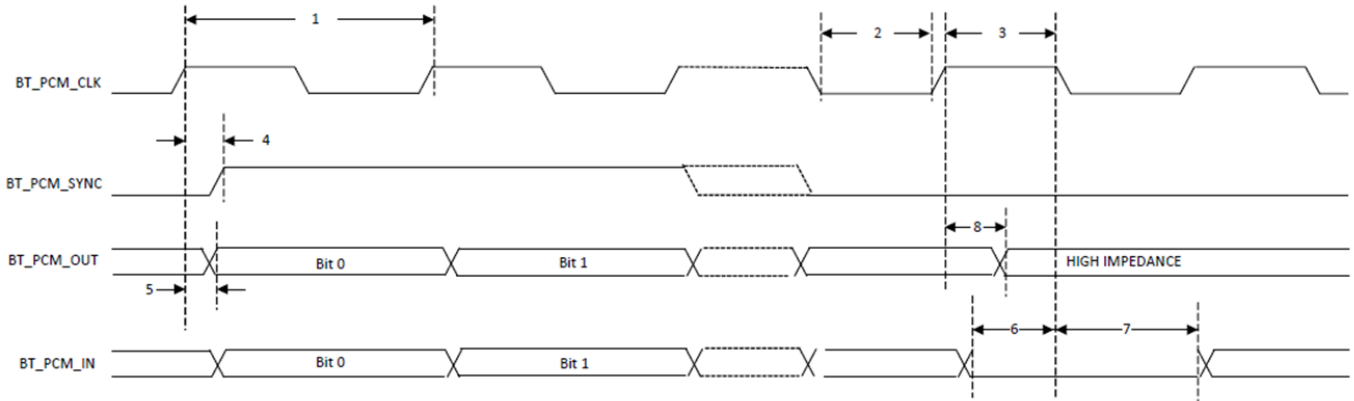 1
2
3
BT_PCM_CLK
4
BT_PCM_SYNC
8
BT_PCM_OUT
Bit 0
Bit 1
HIGH IMPEDANCE
5
6
7
BT_PCM_IN
Bit 0
Bit 1